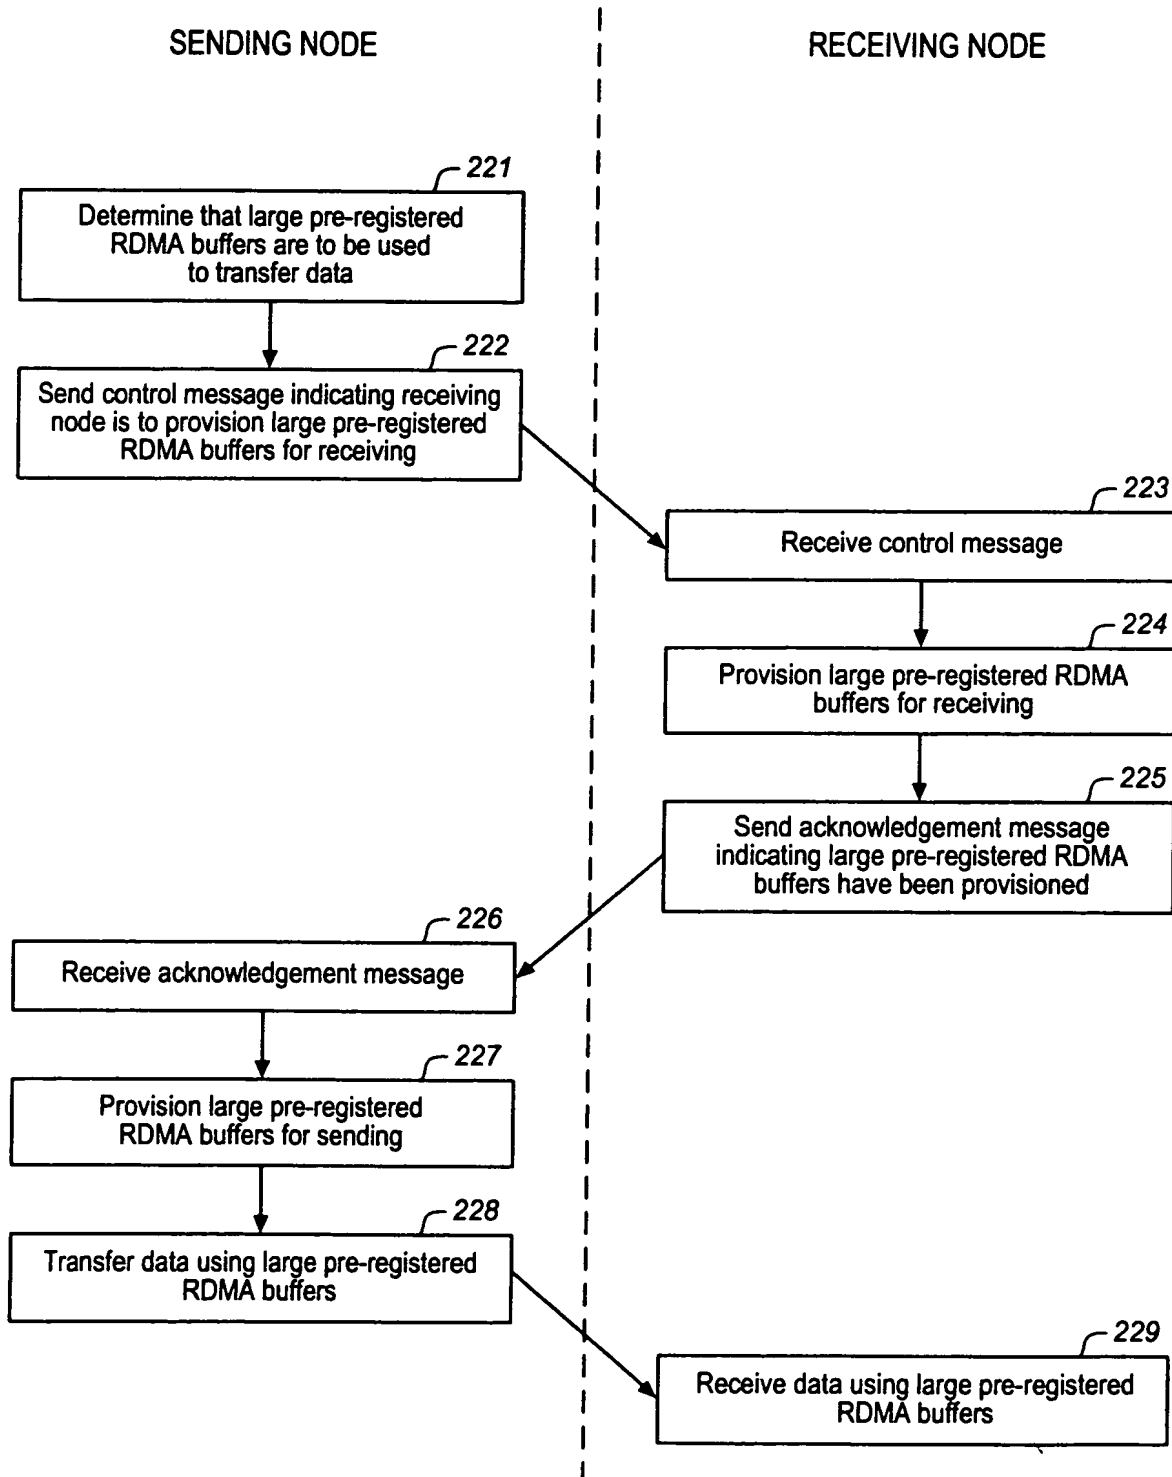 SENDING NODE
RECEIVING NODE
221
Determine that large pre-registered
RDMA buffers are to be used
to transfer data
222
Send control message indicating receiving
node is to provision large pre-registered
RDMA buffers for receiving
223
Receive control message
224
Provision large pre-registered RDMA
buffers for receiving
225
Send acknowledgement message
indicating large pre-registered RDMA
buffers have been provisioned
226
Receive acknowledgement message
227
Provision large pre-registered
RDMA buffers for sending
228
Transfer data using large pre-registered
RDMA buffers
229
Receive data using large pre-registered
RDMA buffers